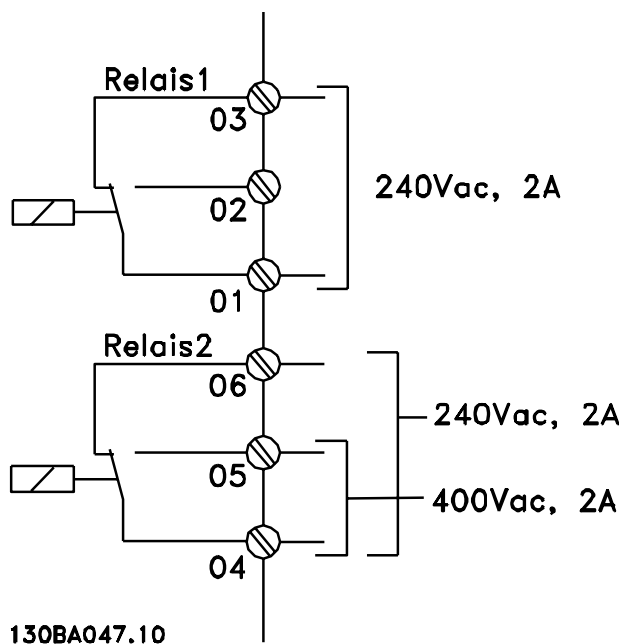 Relais1
03
240Vac, 2A
02
01
Relais2
06
240Vac, 2A
05
400Vac, 2A
04
130BA047.10